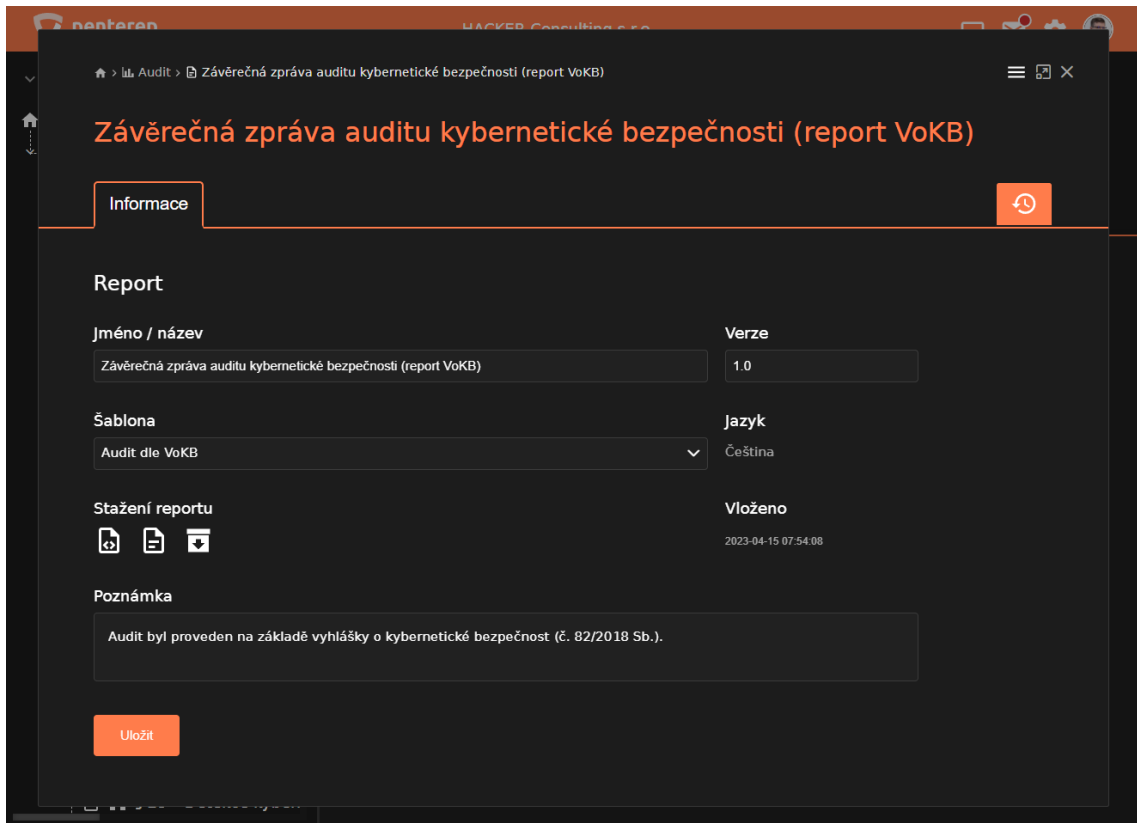 penterep
HACKER Consulting s.r.o.
Audit > Závěrečná zpráva auditu kybernetické bezpečnosti (report VoKB)
Závěrečná zpráva auditu kybernetické bezpečnosti (report VoKB)
Informace
Report
Jméno / název
Verze
Závěrečná zpráva auditu kybernetické bezpečnosti (report VoKB)
1.0
Šablona
Jazyk
Audit dle VoKB
Čeština
Stažení reportu
Vloženo
2023-04-15 07:54:08
Poznámka
Audit byl proveden na základě vyhlášky o kybernetické bezpečnost (č. 82/2018 Sb.).
Uložit